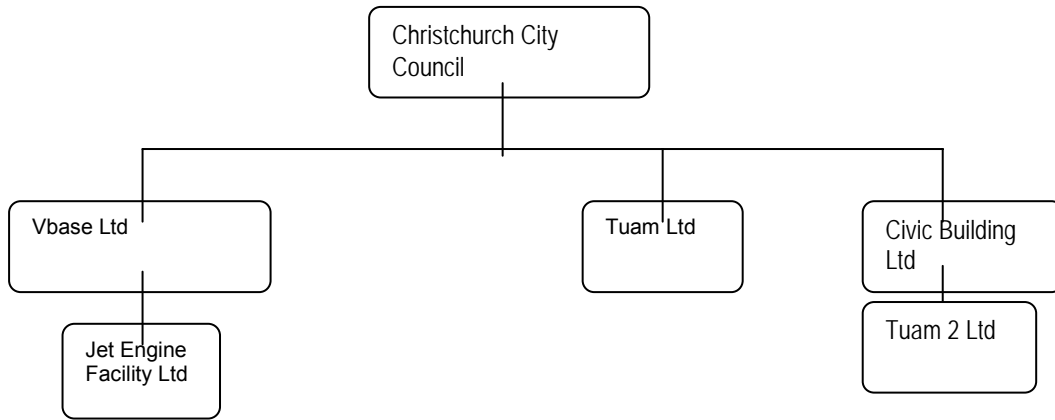 Christchurch City
Council
Vbase Ltd
Tuam Ltd
Civic Building
Ltd
Jet Engine
Facility Ltd
Tuam 2 Ltd